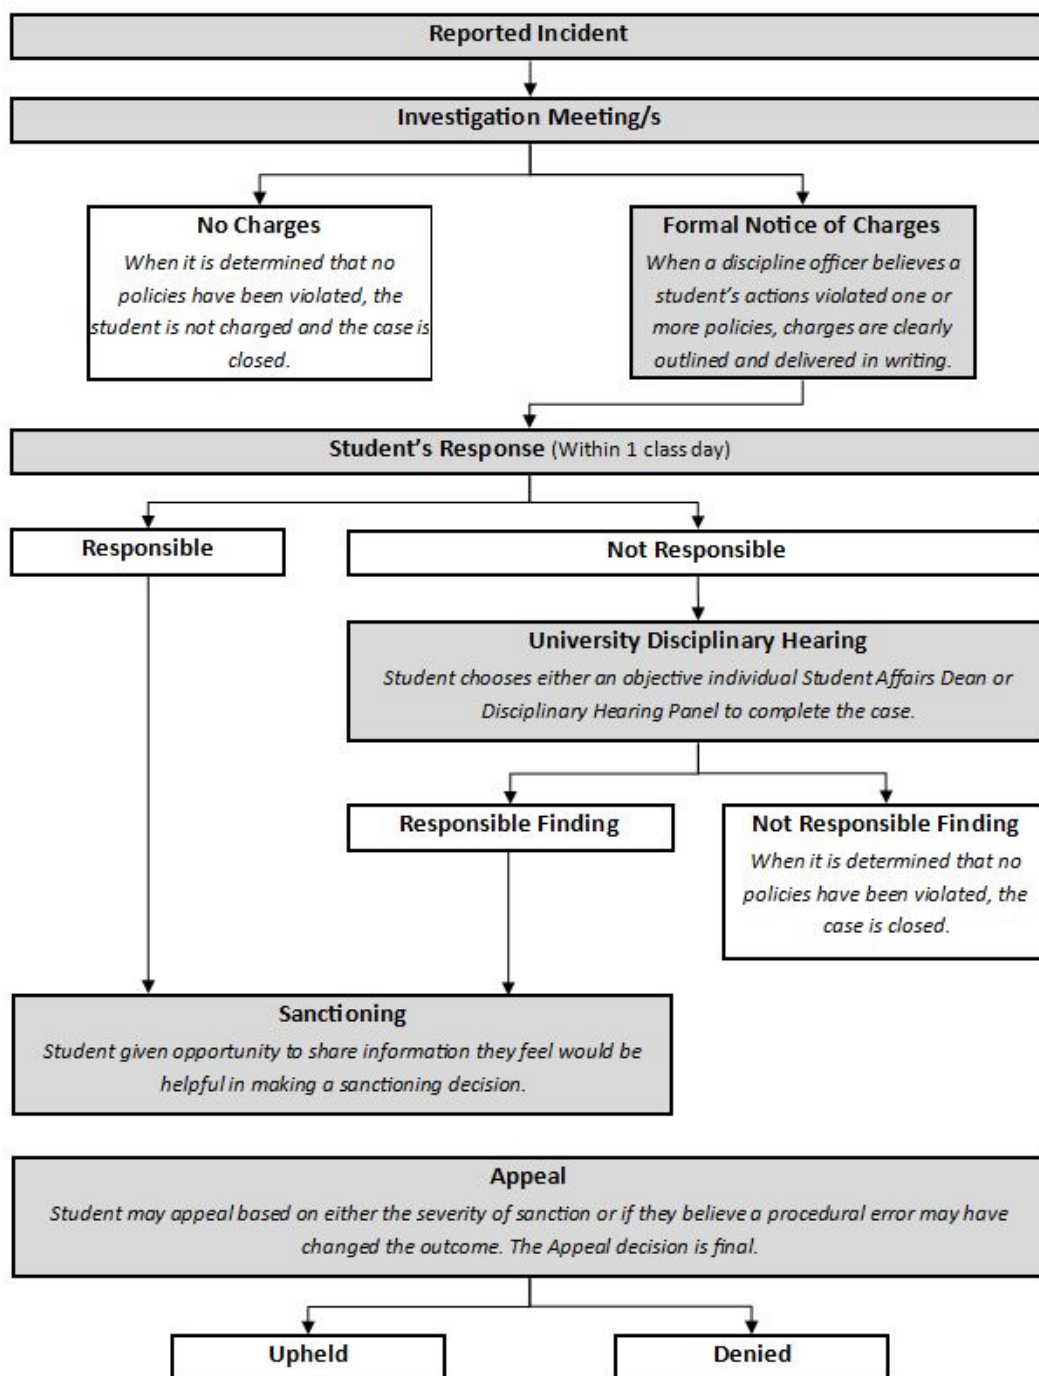 Reported Incident
Investigation Meeting/s
No Charges
When it is determined that no
policies have been violated, the
student is not charged and the case is
closed.
Formal Notice of Charges
When a discipline officer believes a
student's actions violated one or
more policies, charges are clearly
outlined and delivered in writing.
Student's Response (Within 1 class day)
Responsible
Not Responsible
University Disciplinary Hearing
Student chooses either an objective individual Student Affairs Dean or
Disciplinary Hearing Panel to complete the case.
Responsible Finding
Not Responsible Finding
When it is determined that no
policies have been violated, the
case is closed.
Sanctioning
Student given opportunity to share information they feel would be
helpful in making a sanctioning decision.
Appeal
Student may appeal based on either the severity of sanction or if they believe a procedural error may have
changed the outcome. The Appeal decision is final.
Upheld
Denied